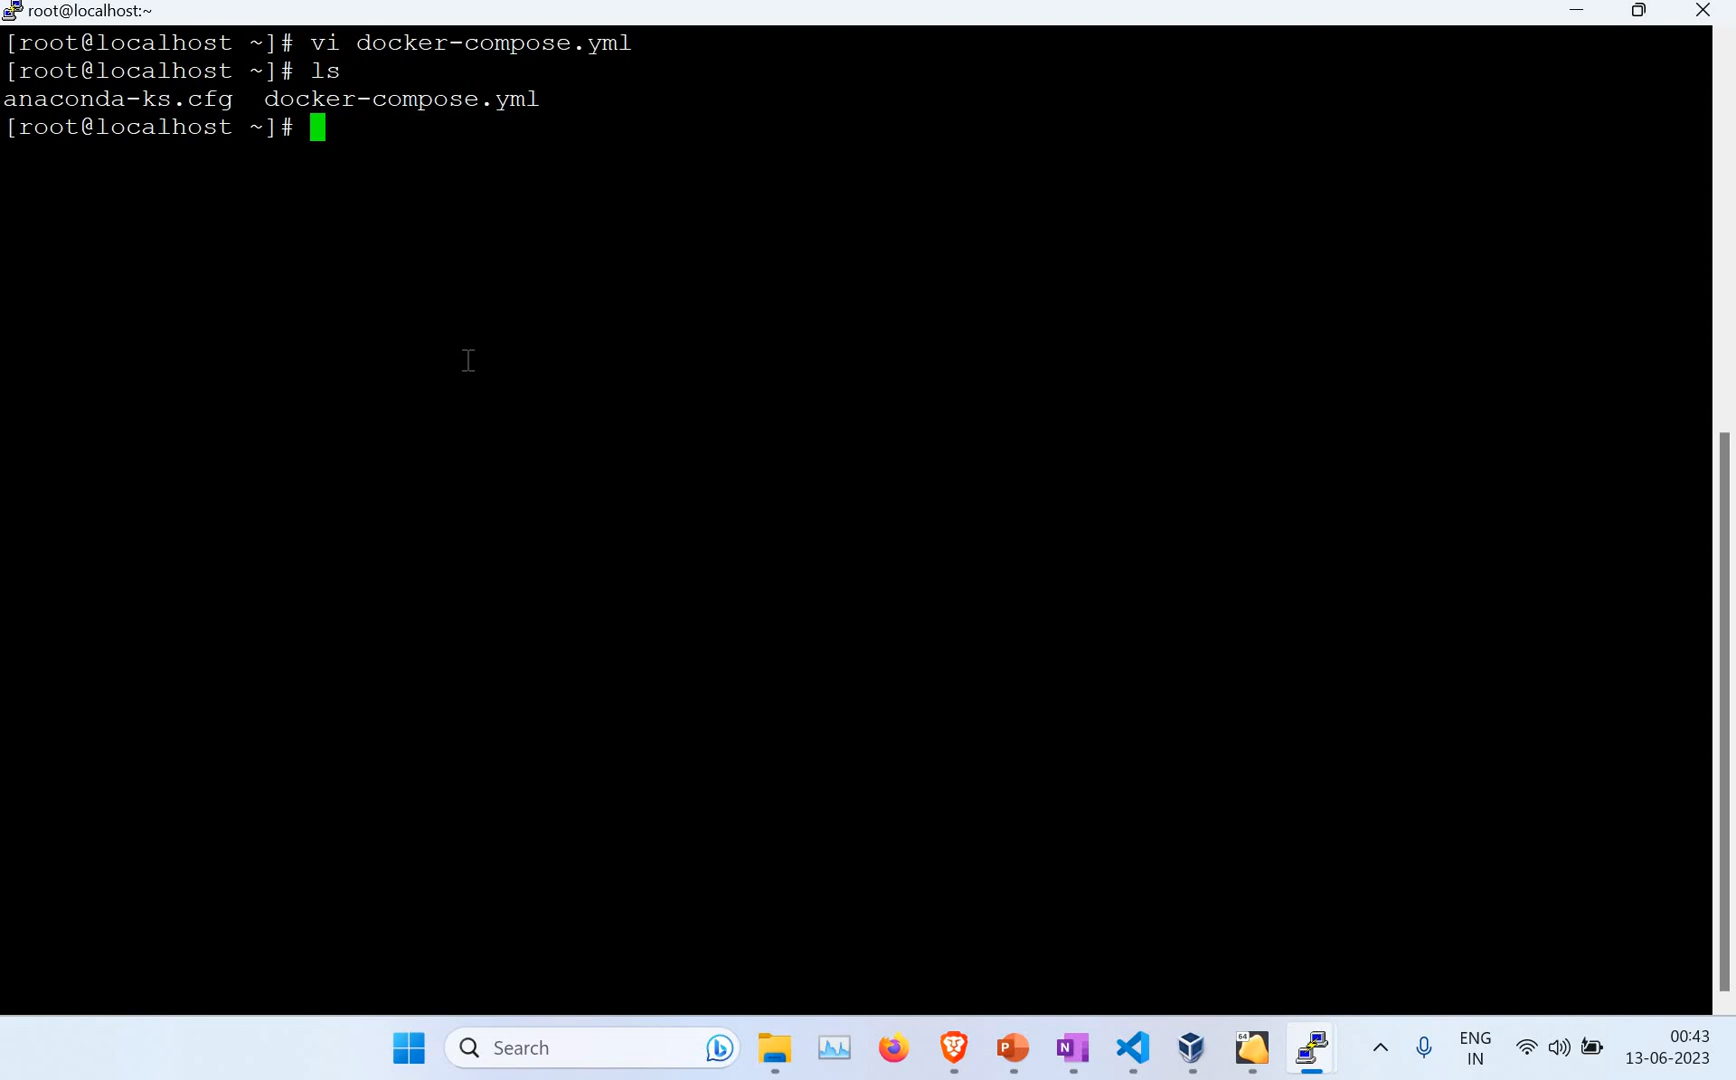 root@localhost:~
[root@localhost ~]# vi docker-compose.yml
[root@localhost ~]# ls
anaconda-ks.cfg  docker-compose.yml
[root@localhost ~]#
Search
P
N
64
ENG
IN
00:43
13-06-2023